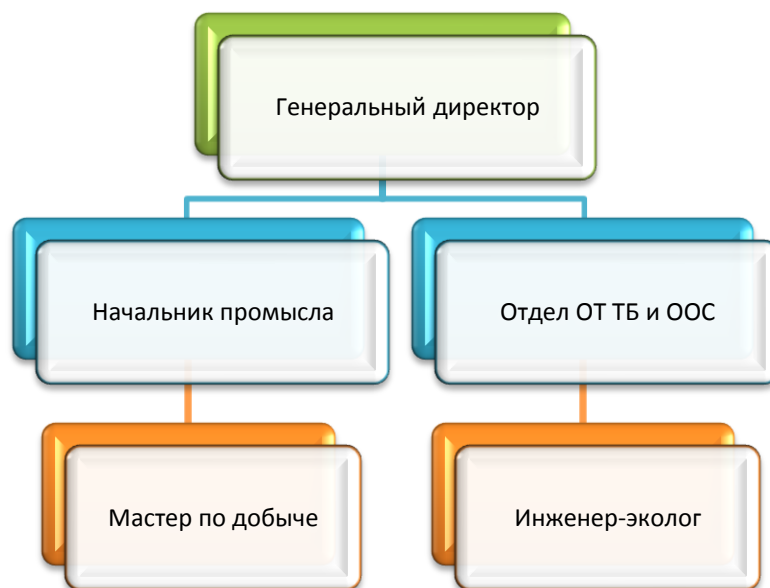 Генеральный директор
Начальник промысла
Отдел ОТ ТБ и ООС
Мастер по добыче
Инженер-эколог